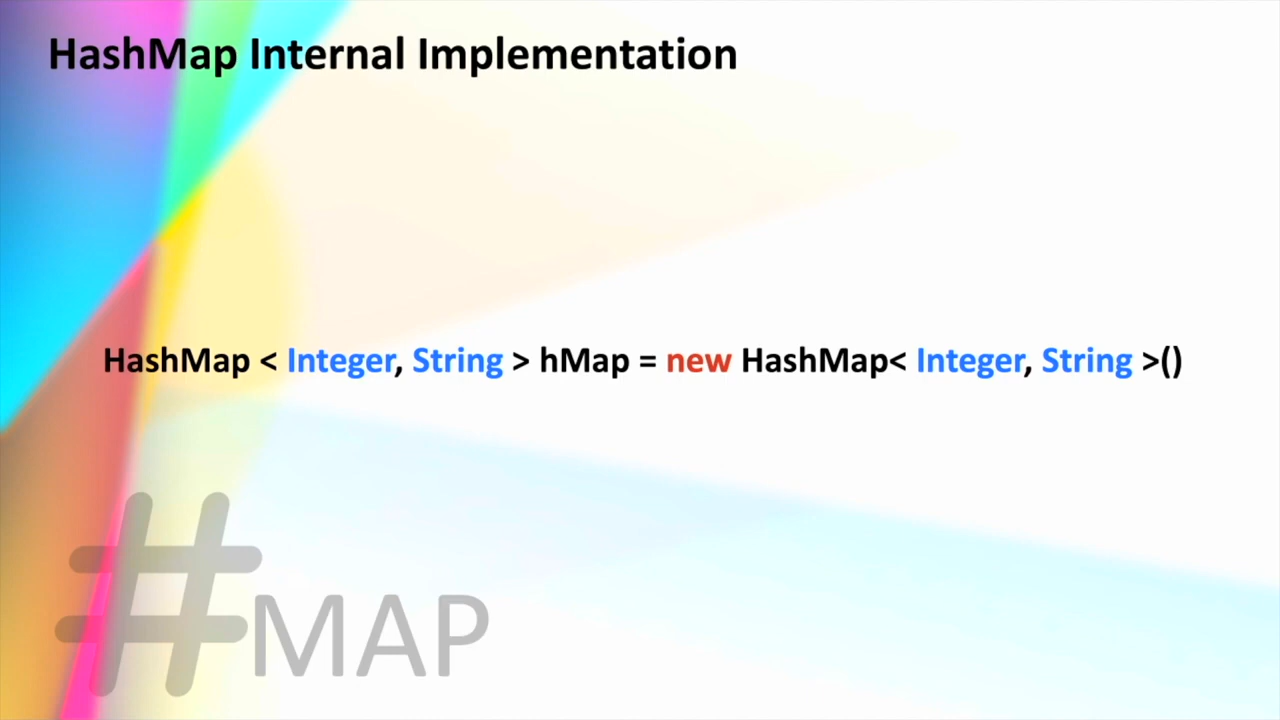 HashMap Internal Implementation
HashMap < Integer, String > hMap = new HashMap< Integer, String >()
#MAP